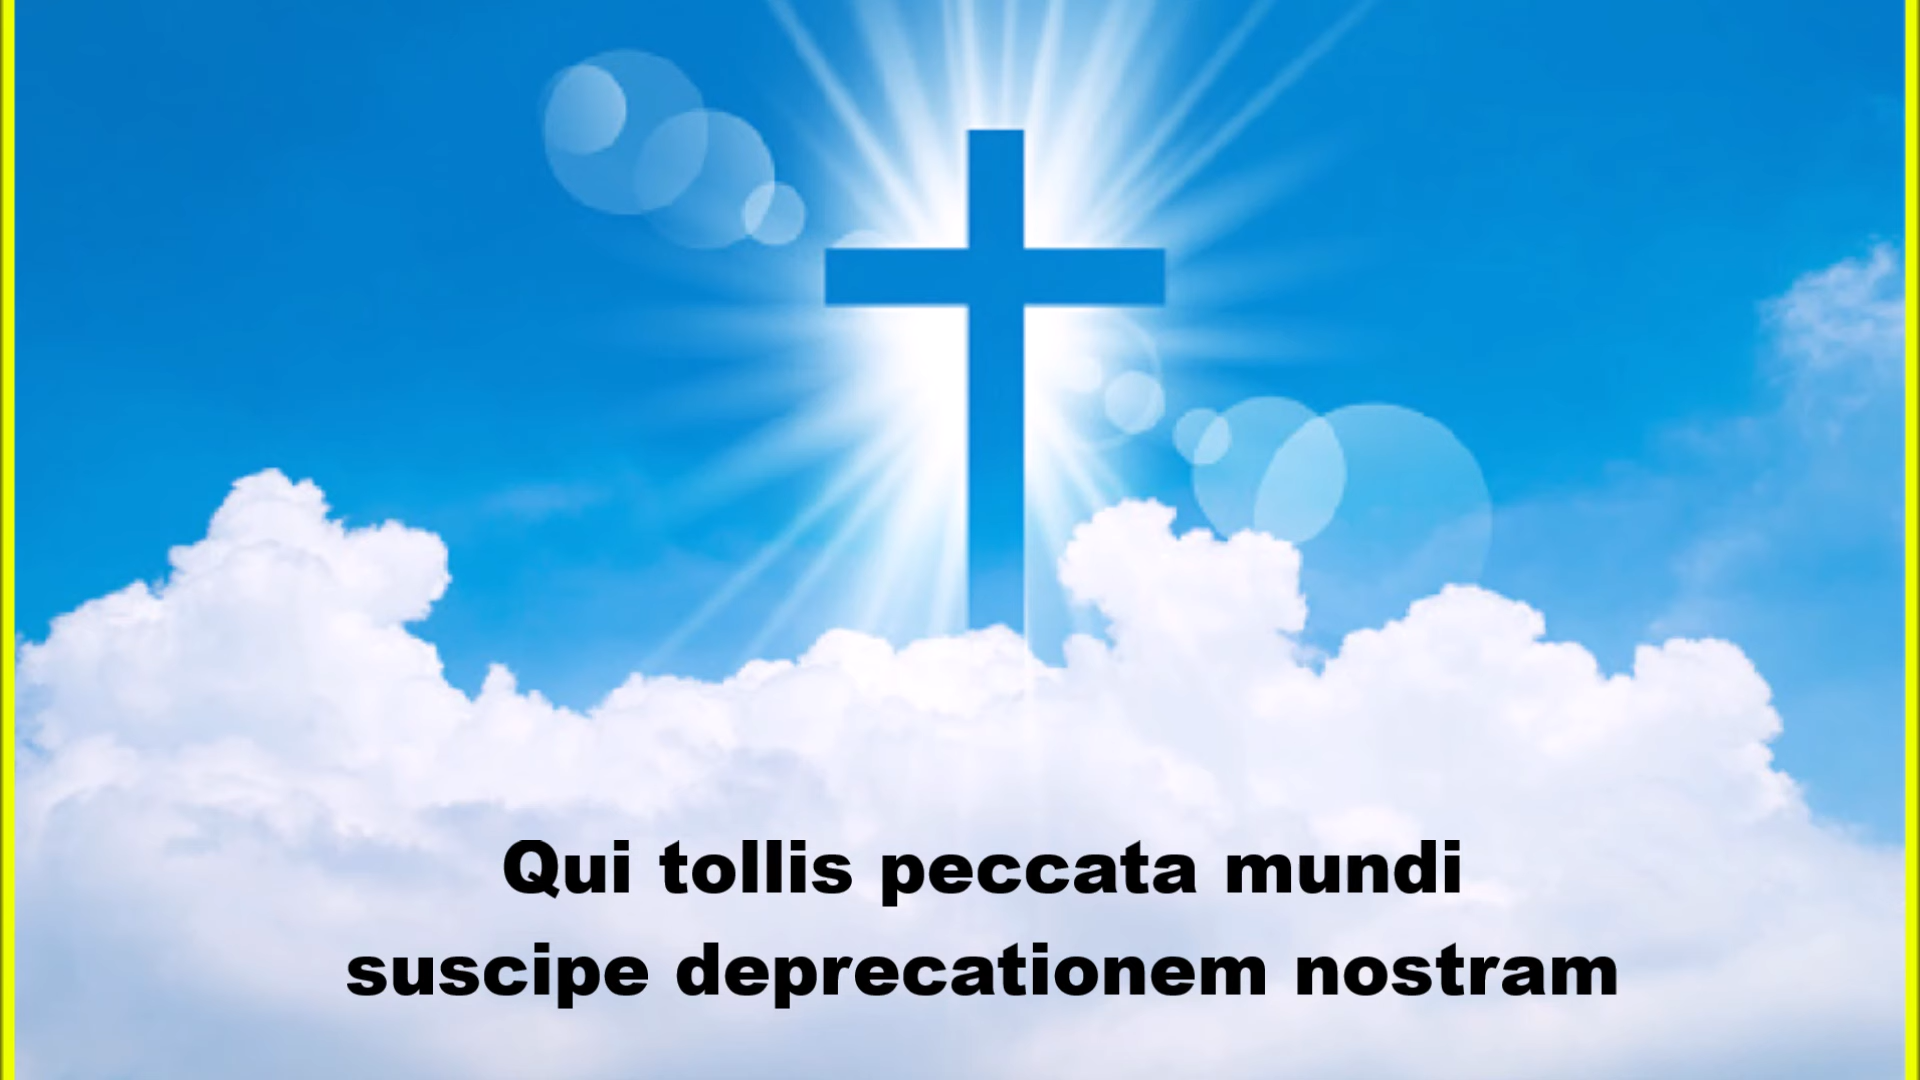 Qui tollis peccata mundi
suscipe deprecationem nostram